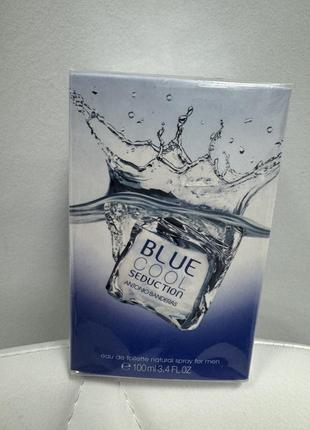 BLUE
COOL
SEDUCTION
ANTONIO BANDERAS
eau de toilette natural spray for men
℮ 100 ml 3.4 FL OZ